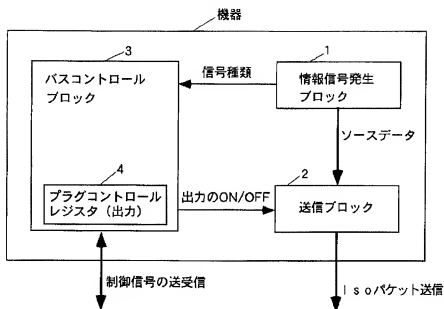 機器
3
バスコントロール
ブロック
信号種類
1
情報信号発生
ブロック
ソースデータ
4
プラグコントロール
レジスタ（出力）
出力のON/OFF
2
送信ブロック
制御信号の送受信
Ｉｓｏパケット送信